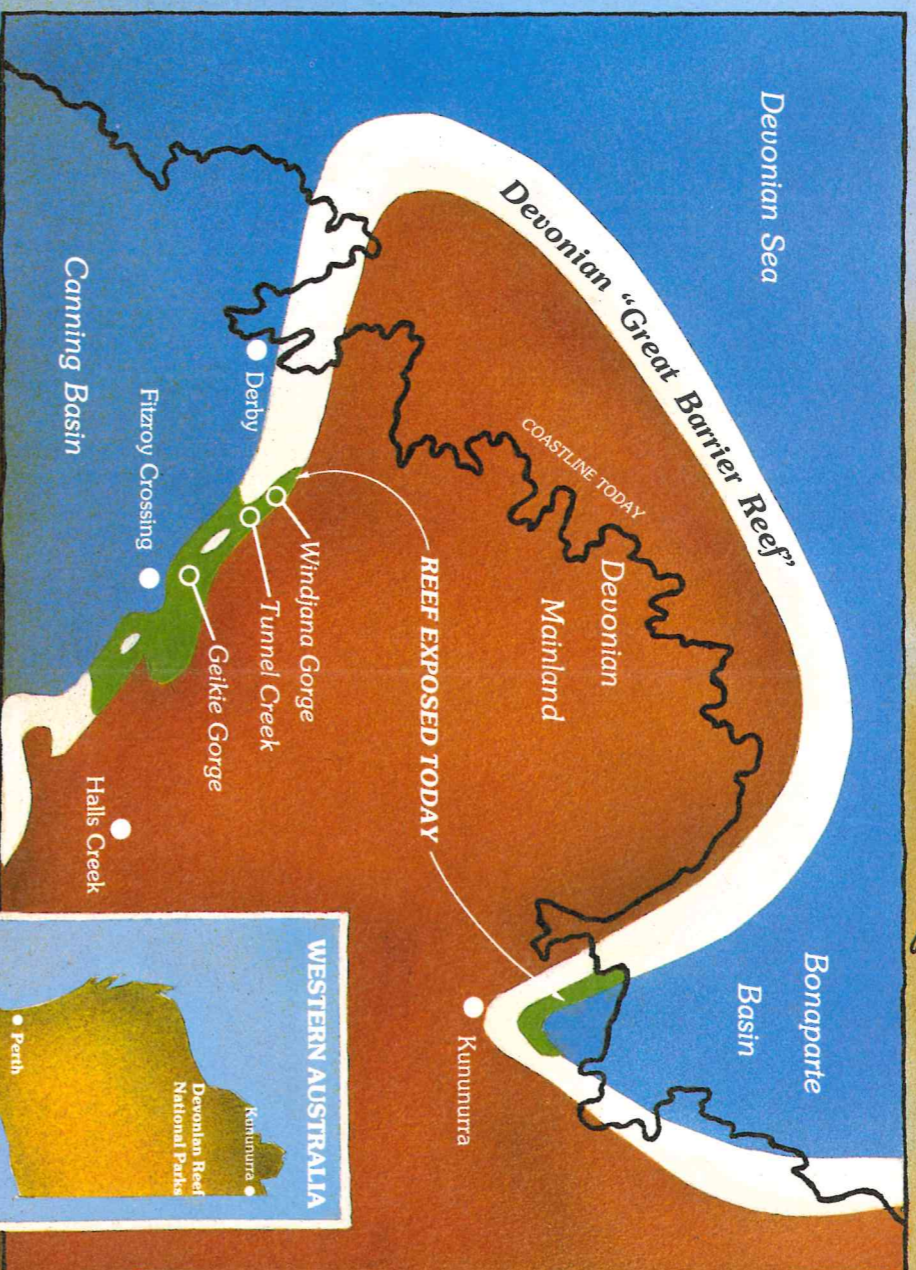 Devonian Sea
Devonian "Great Barrier Reef"
Bonaparte
Basin
COASTLINE TODAY
Devonian
Mainland
REEF EXPOSED TODAY
Kununurra
Derby
Windjana Gorge
Tunnel Creek
Geikie Gorge
Fitzroy Crossing
Canning Basin
Halls Creek
WESTERN AUSTRALIA
Kununurra
Devonian Reef
National Parks
Perth